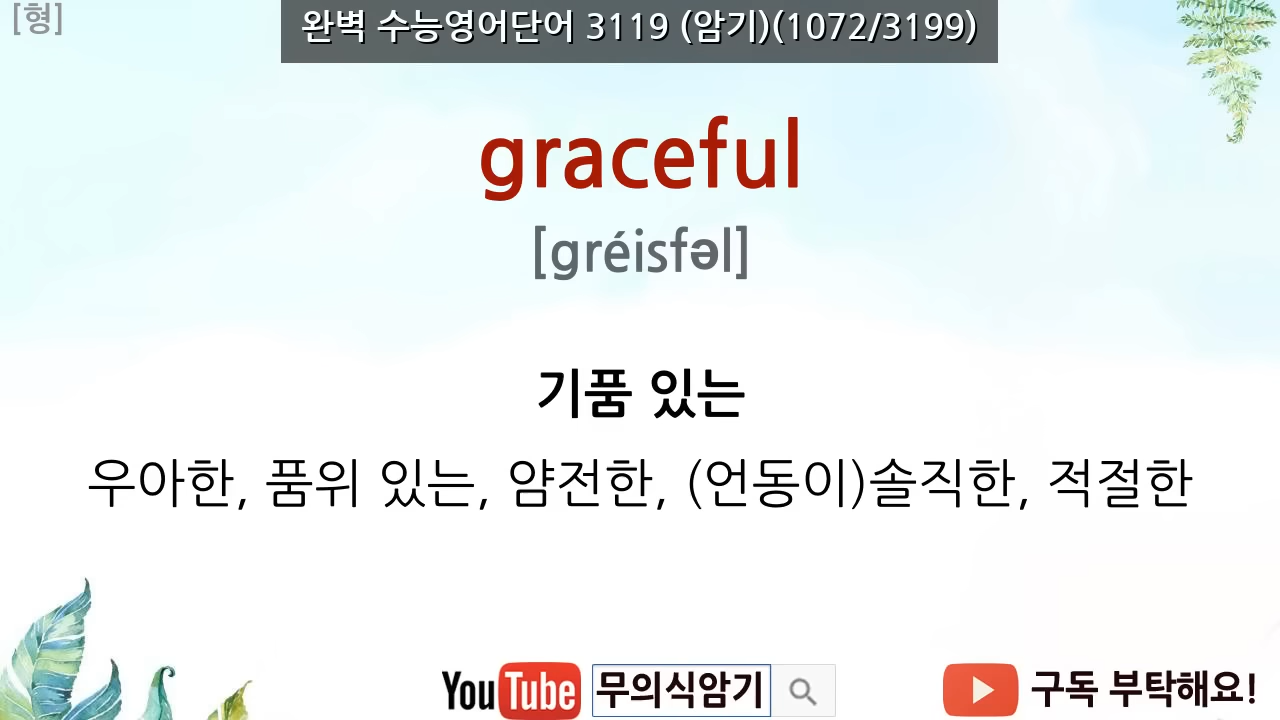 [형]
완벽 수능영어단어 3119 (암기)(1072/3199)
graceful
[gréisfəl]
기품 있는
우아한, 품위 있는, 얌전한, (언동이)솔직한, 적절한
YouTube 무의식암기
구독 부탁해요!